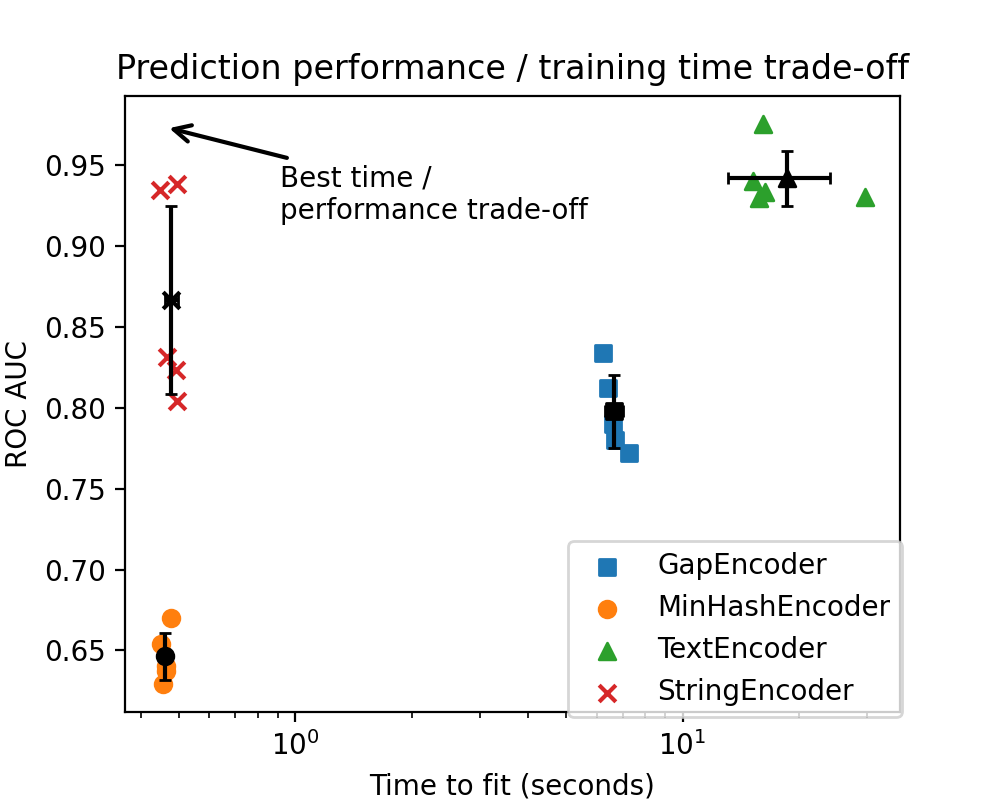 Prediction performance / training time trade-off
Best time /
performance trade-off
0.95
0.90
0.85
0.80
0.75
0.70
0.65
ROC AUC
GapEncoder
MinHashEncoder
TextEncoder
StringEncoder
10⁰
10¹
Time to fit (seconds)